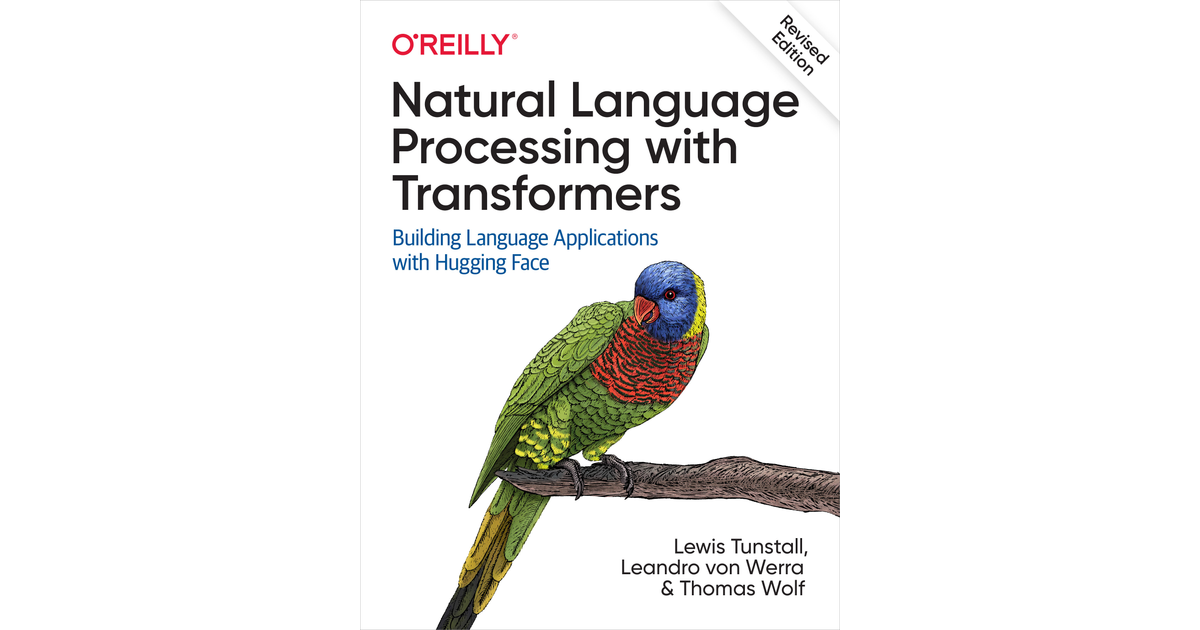 O'REILLY®
Revised
Edition
Natural Language
Processing with
Transformers
Building Language Applications
with Hugging Face
Lewis Tunstall,
Leandro von Werra
& Thomas Wolf